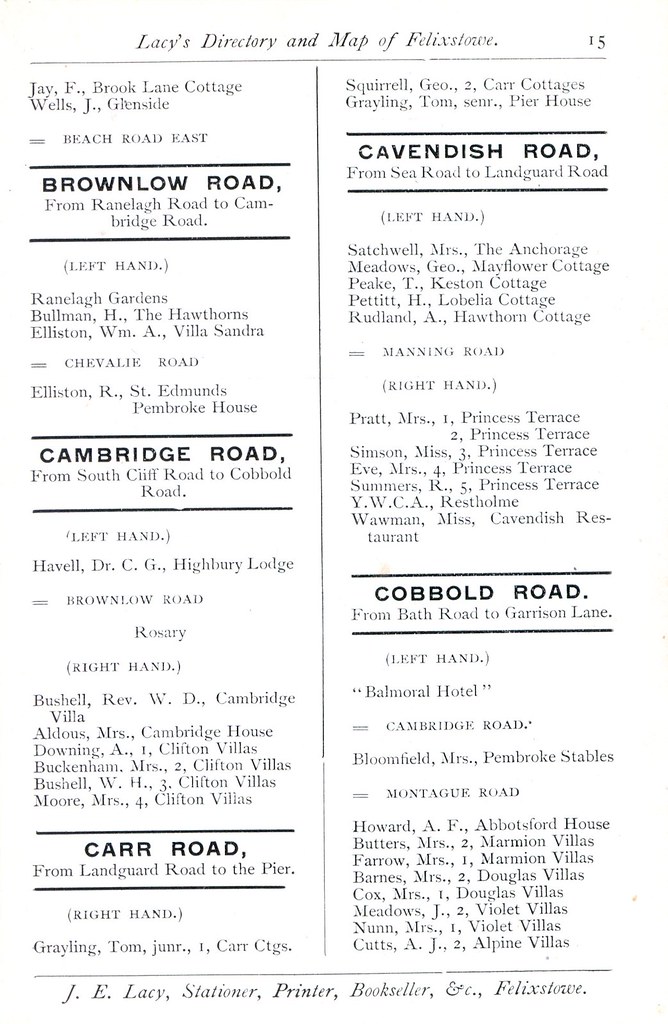 Lacy's Directory and Map of Felixstowe. 15
Jay, F., Brook Lane Cottage
Wells, J., Glenside
= BEACH ROAD EAST
BROWNLOW ROAD,
From Ranelagh Road to Cam-
bridge Road.
(LEFT HAND.)
Ranelagh Gardens
Bullman, H., The Hawthorns
Elliston, Wm. A., Villa Sandra
= CHEVALIE ROAD
Elliston, R., St. Edmunds
Pembroke House
CAMBRIDGE ROAD,
From South Cliff Road to Cobbold
Road.
(LEFT HAND.)
Havell, Dr. C. G., Highbury Lodge
= BROWNLOW ROAD
Rosary
(RIGHT HAND.)
Bushell, Rev. W. D., Cambridge
Villa
Aldous, Mrs., Cambridge House
Downing, A., 1, Clifton Villas
Buckenham, Mrs., 2, Clifton Villas
Bushell, W. H., 3, Clifton Villas
Moore, Mrs., 4, Clifton Villas
CARR ROAD,
From Landguard Road to the Pier.
(RIGHT HAND.)
Grayling, Tom, junr., 1, Carr Ctgs.
Squirrell, Geo., 2, Carr Cottages
Grayling, Tom, senr., Pier House
CAVENDISH ROAD,
From Sea Road to Landguard Road
(LEFT HAND.)
Satchwell, Mrs., The Anchorage
Meadows, Geo., Mayflower Cottage
Peake, T., Keston Cottage
Pettitt, H., Lobelia Cottage
Rudland, A., Hawthorn Cottage
= MANNING ROAD
(RIGHT HAND.)
Pratt, Mrs., 1, Princess Terrace
2, Princess Terrace
Simson, Miss, 3, Princess Terrace
Eve, Mrs., 4, Princess Terrace
Summers, R., 5, Princess Terrace
Y.W.C.A., Restholme
Wawman, Miss, Cavendish Res-
taurant
COBBOLD ROAD.
From Bath Road to Garrison Lane.
(LEFT HAND.)
"Balmoral Hotel"
= CAMBRIDGE ROAD.
Bloomfield, Mrs., Pembroke Stables
= MONTAGUE ROAD
Howard, A. F., Abbotsford House
Butters, Mrs., 2, Marmion Villas
Farrow, Mrs., 1, Marmion Villas
Barnes, Mrs., 2, Douglas Villas
Cox, Mrs., 1, Douglas Villas
Meadows, J., 2, Violet Villas
Nunn, Mrs., 1, Violet Villas
Cutts, A. J., 2, Alpine Villas
J. E. Lacy, Stationer, Printer, Bookseller, &c., Felixstowe.